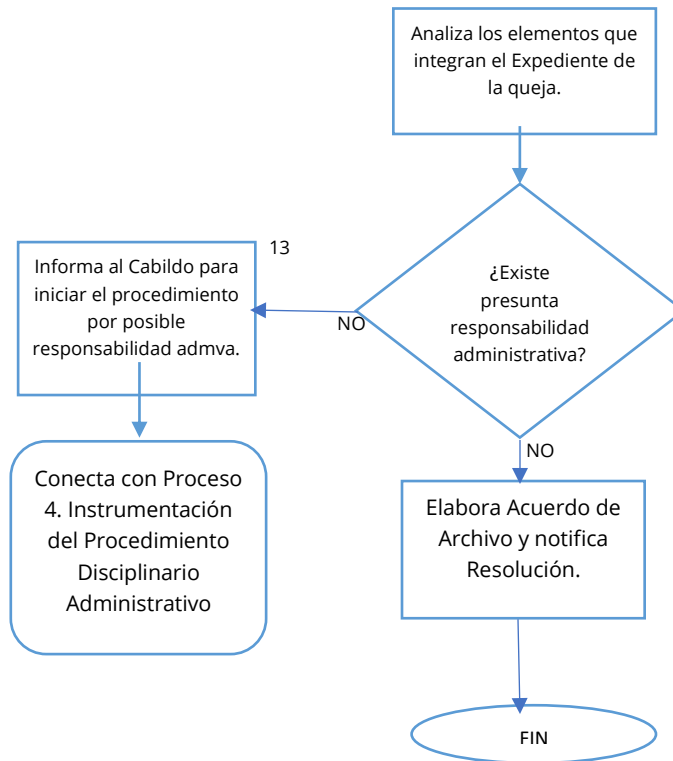 Analiza los elementos que
integran el Expediente de
la queja.
13
Informa al Cabildo para
iniciar el procedimiento
por posible
responsabilidad admva.
¿Existe
presunta
responsabilidad
administrativa?
NO
NO
Conecta con Proceso
4. Instrumentación
del Procedimiento
Disciplinario
Administrativo
Elabora Acuerdo de
Archivo y notifica
Resolución.
FIN